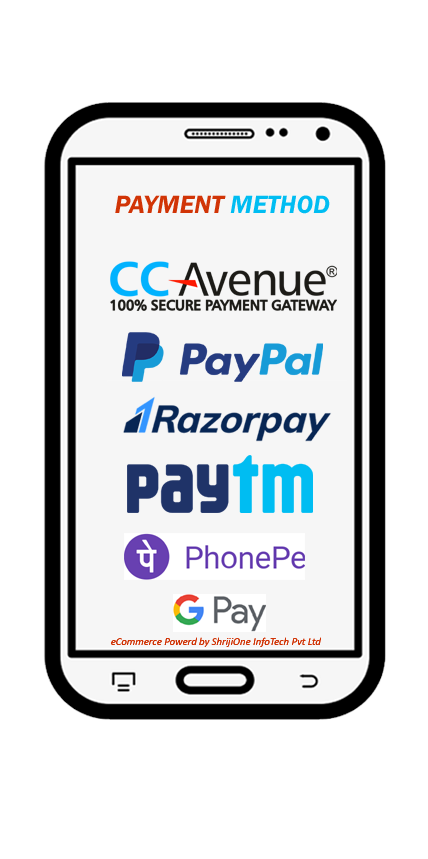 PAYMENT METHOD
CCAvenue®
100% SECURE PAYMENT GATEWAY
PayPal
Razorpay
paytm
पे PhonePe
G Pay
eCommerce Powerd by ShrijiOne InfoTech Pvt Ltd